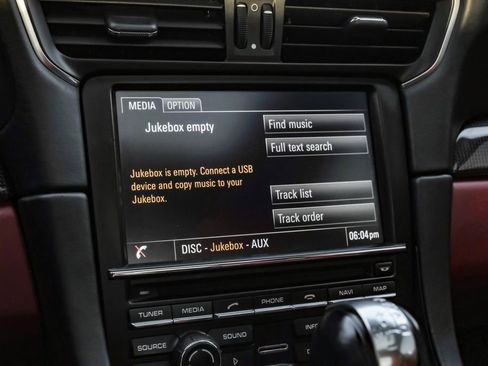 MEDIA OPTION
Jukebox empty
Find music
Full text search
Jukebox is empty. Connect a USB
device and copy music to your
Jukebox.
Track list
Track order
DISC - Jukebox - AUX
06:04pm
TUNER MEDIA PHONE NAVI MAP
SOURCE SOUND INFO